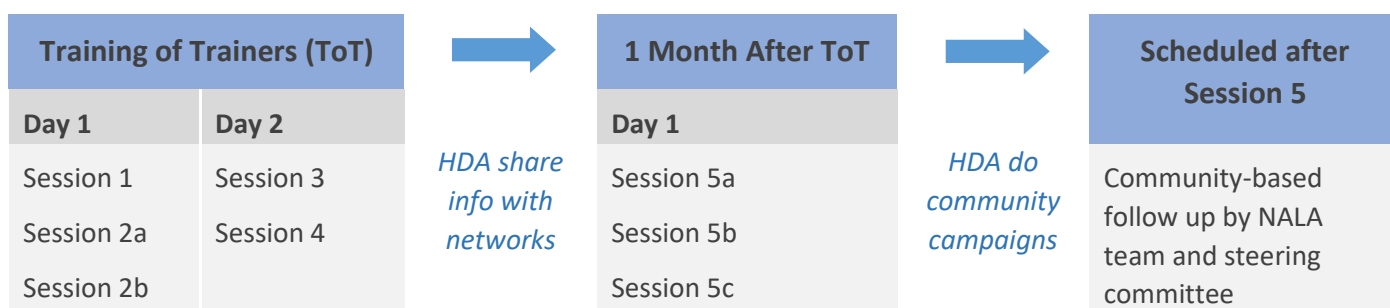 Training of Trainers (ToT)
Day 1
Day 2
Session 1
Session 3
Session 2a
Session 4
Session 2b
HDA share
info with
networks
1 Month After ToT
Day 1
Session 5a
Session 5b
Session 5c
HDA do
community
campaigns
Scheduled after
Session 5
Community-based
follow up by NALA
team and steering
committee